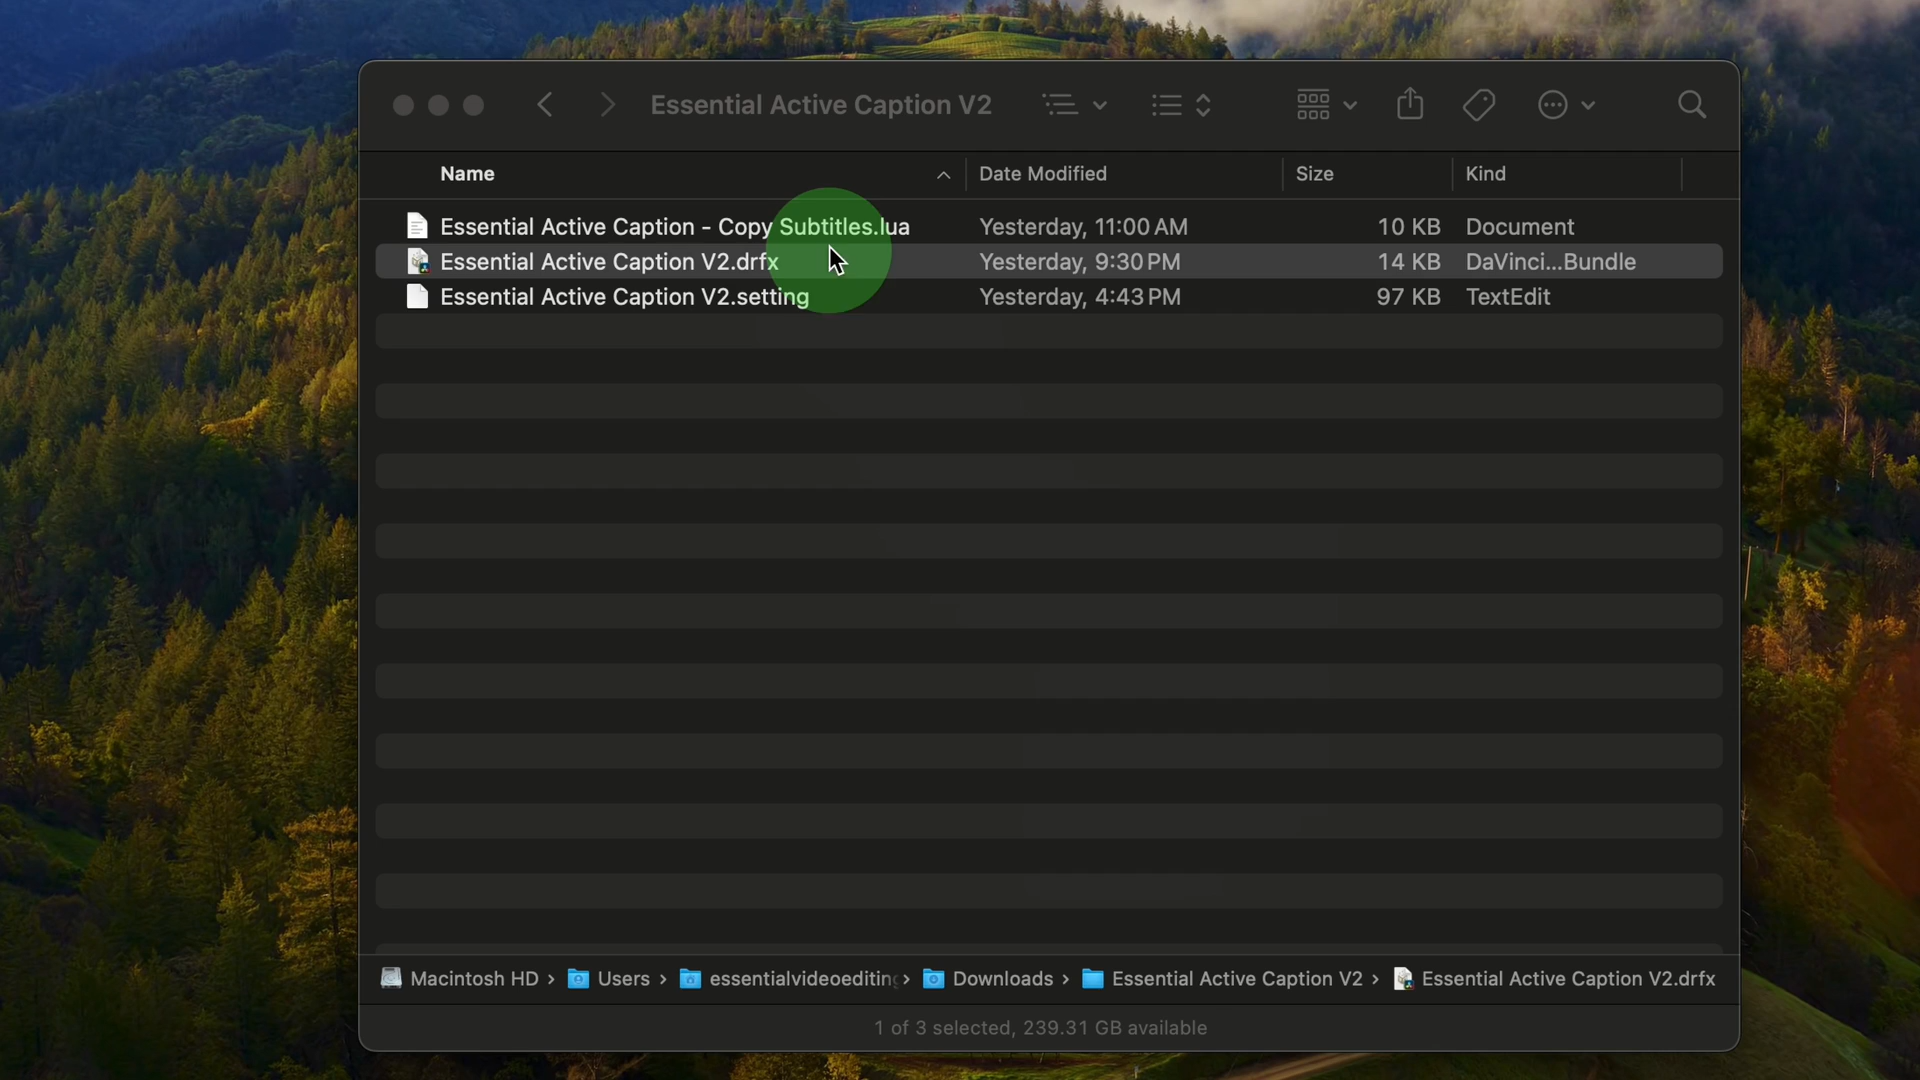 Essential Active Caption V2
Name Date Modified Size Kind
Essential Active Caption - Copy Subtitles.lua Yesterday, 11:00 AM 10 KB Document
Essential Active Caption V2.drfx Yesterday, 9:30 PM 14 KB DaVinci...Bundle
Essential Active Caption V2.setting Yesterday, 4:43 PM 97 KB TextEdit
Macintosh HD › Users › essentialvideoediting › Downloads › Essential Active Caption V2 › Essential Active Caption V2.drfx
1 of 3 selected, 239.31 GB available